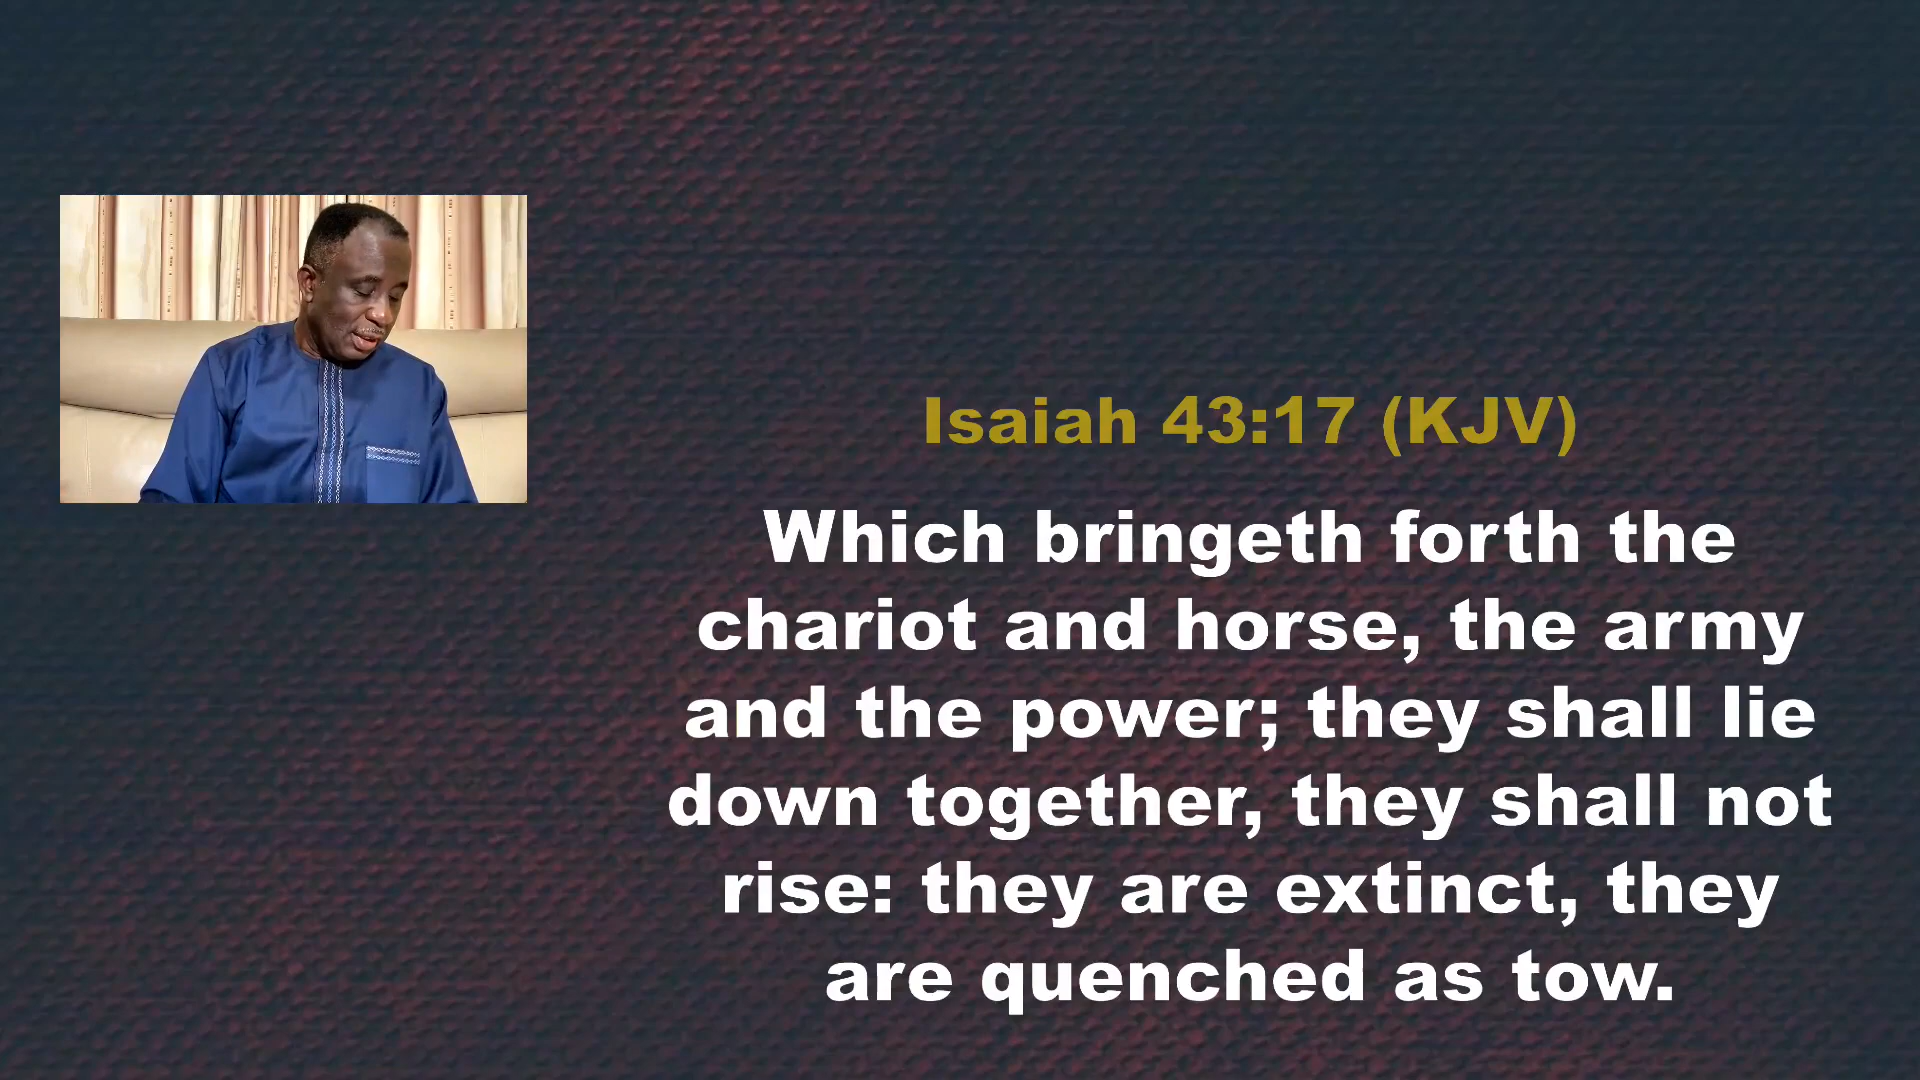 Isaiah 43:17 (KJV)
Which bringeth forth the
chariot and horse, the army
and the power; they shall lie
down together, they shall not
rise: they are extinct, they
are quenched as tow.